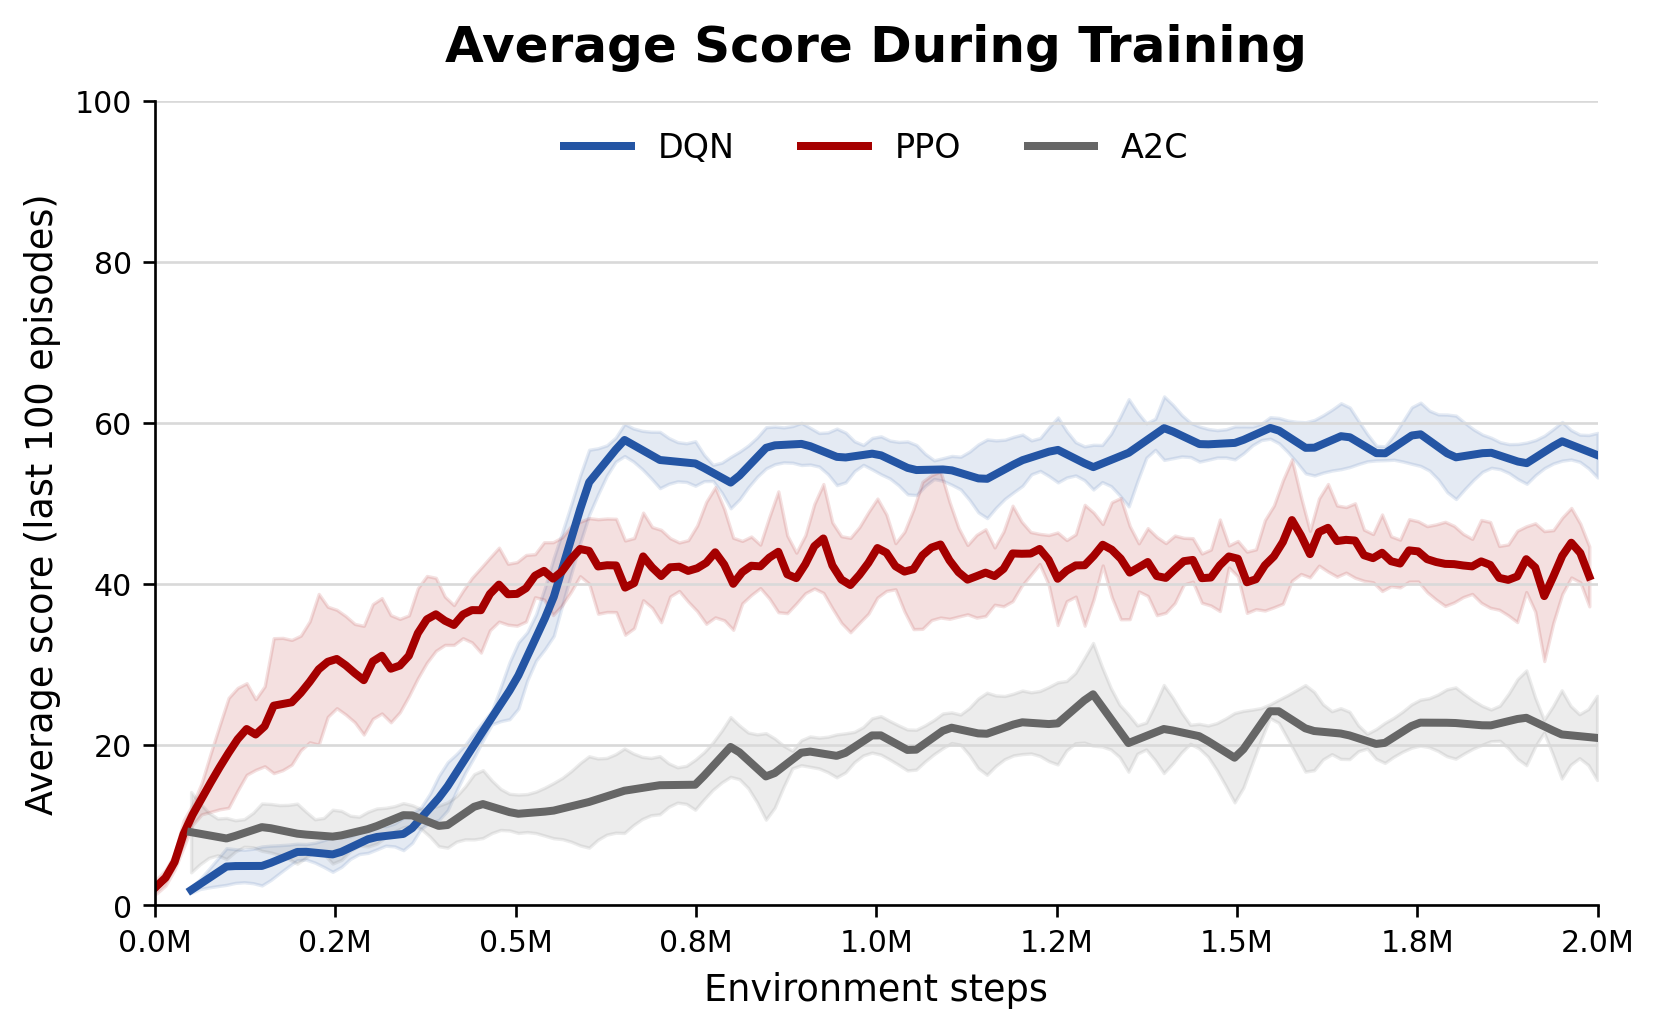 Average Score During Training
DQN PPO A2C
Average score (last 100 episodes)
100
80
60
40
20
0
0.0M 0.2M 0.5M 0.8M 1.0M 1.2M 1.5M 1.8M 2.0M
Environment steps